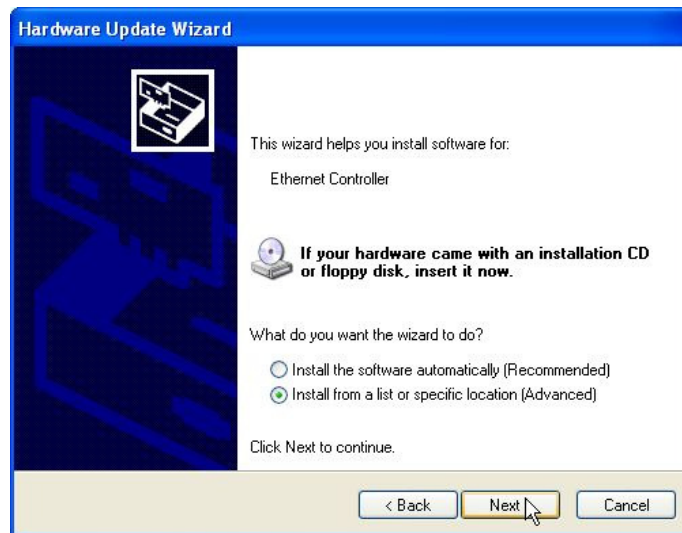 Hardware Update Wizard
This wizard helps you install software for:
Ethernet Controller
If your hardware came with an installation CD
or floppy disk, insert it now.
What do you want the wizard to do?
Install the software automatically (Recommended)
Install from a list or specific location (Advanced)
Click Next to continue.
< Back Next Cancel